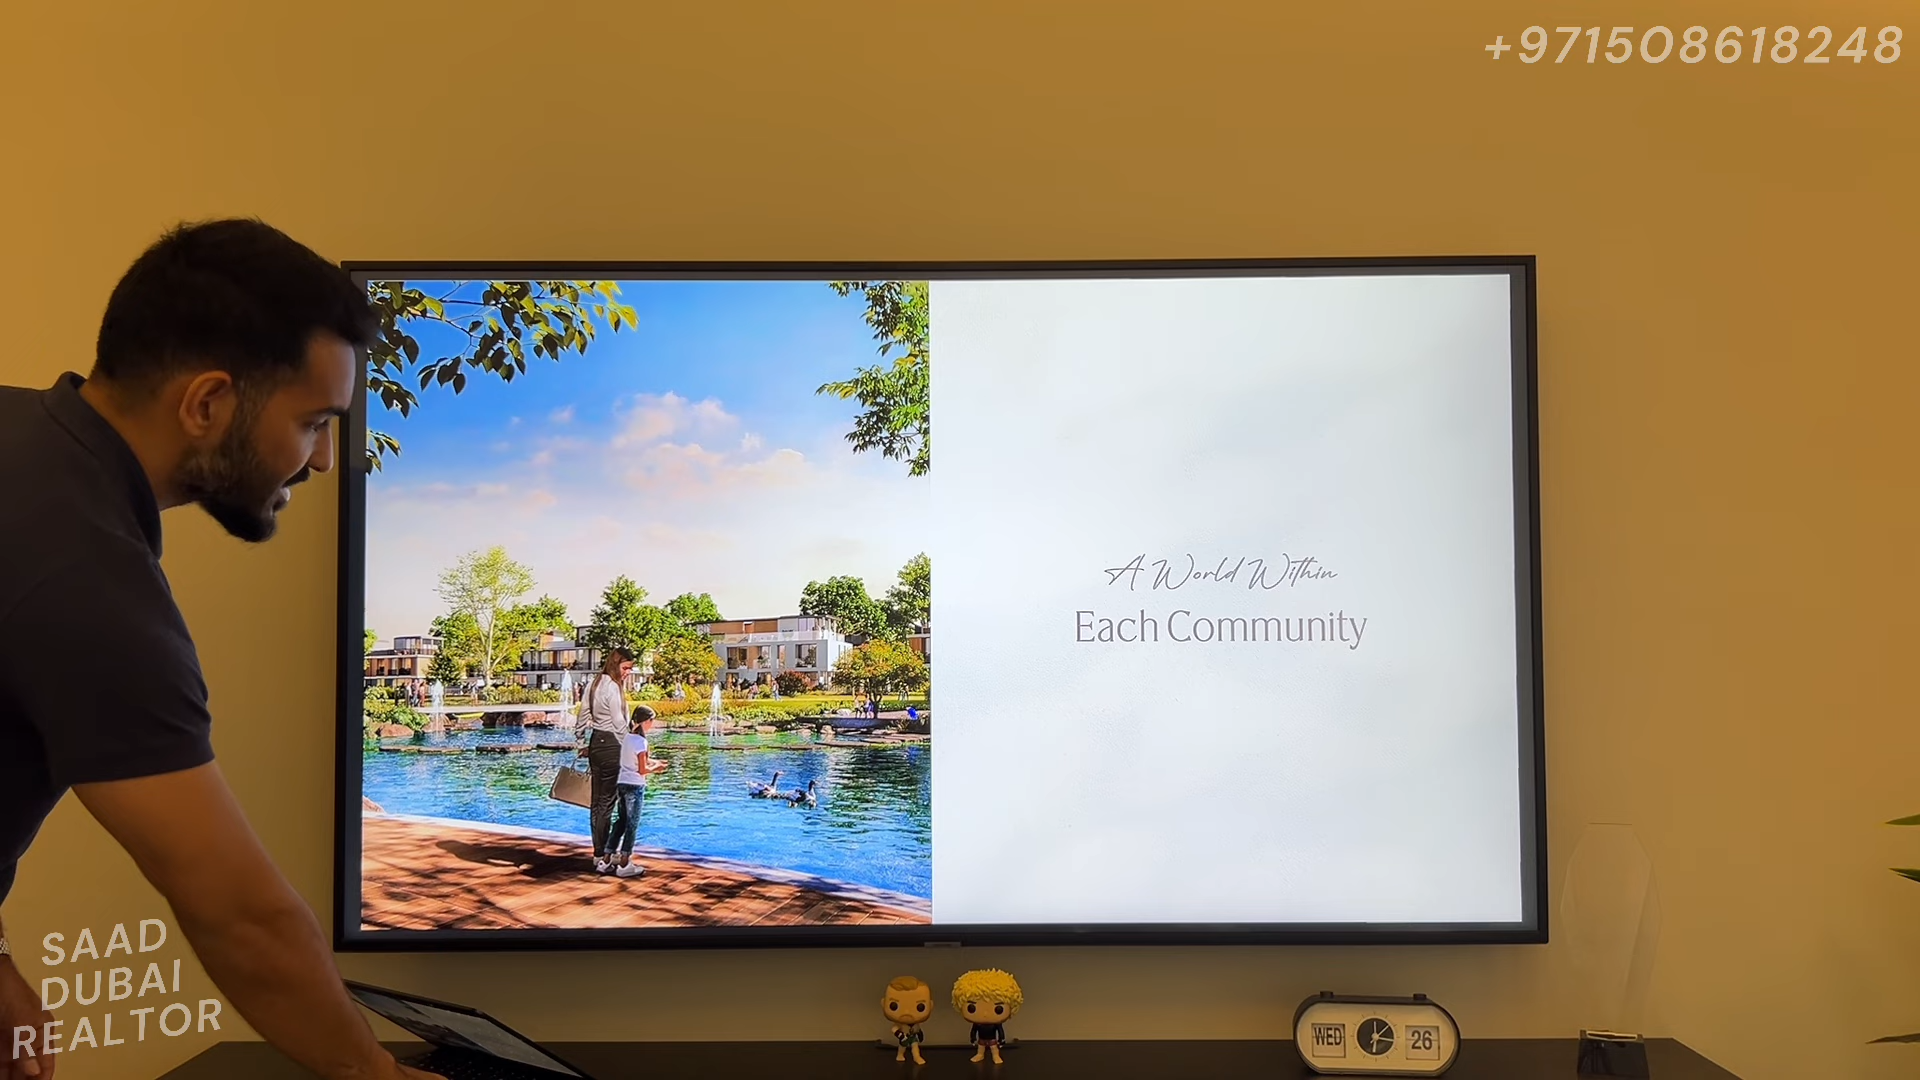 +971508618248
A World Within
Each Community
SAAD
DUBAI
REALTOR
WED
26